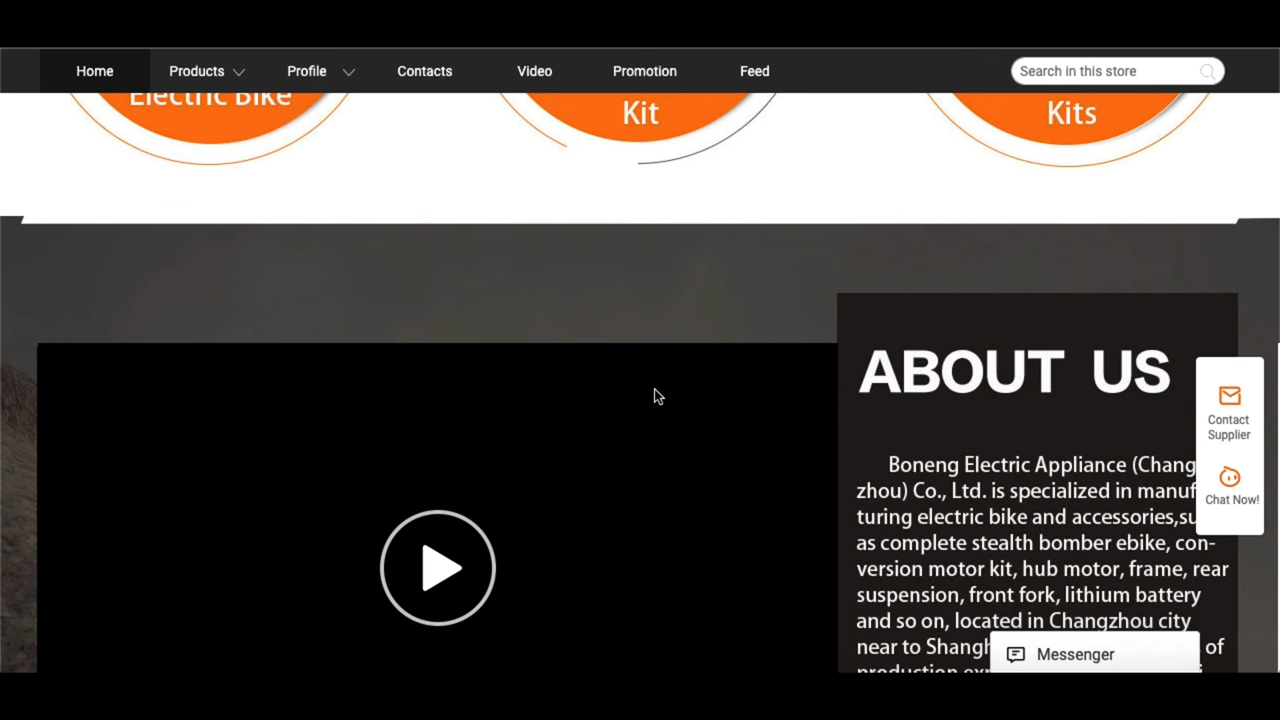 Home Products Profile Contacts Video Promotion Feed Search in this store
Electric Bike
Kit
Kits
ABOUT US
Contact
Supplier
Chat Now!
Boneng Electric Appliance (Chang
zhou) Co., Ltd. is specialized in manuf
turing electric bike and accessories,su
as complete stealth bomber ebike, con-
version motor kit, hub motor, frame, rear
suspension, front fork, lithium battery
and so on, located in Changzhou city
near to Shangh of
Messenger
production